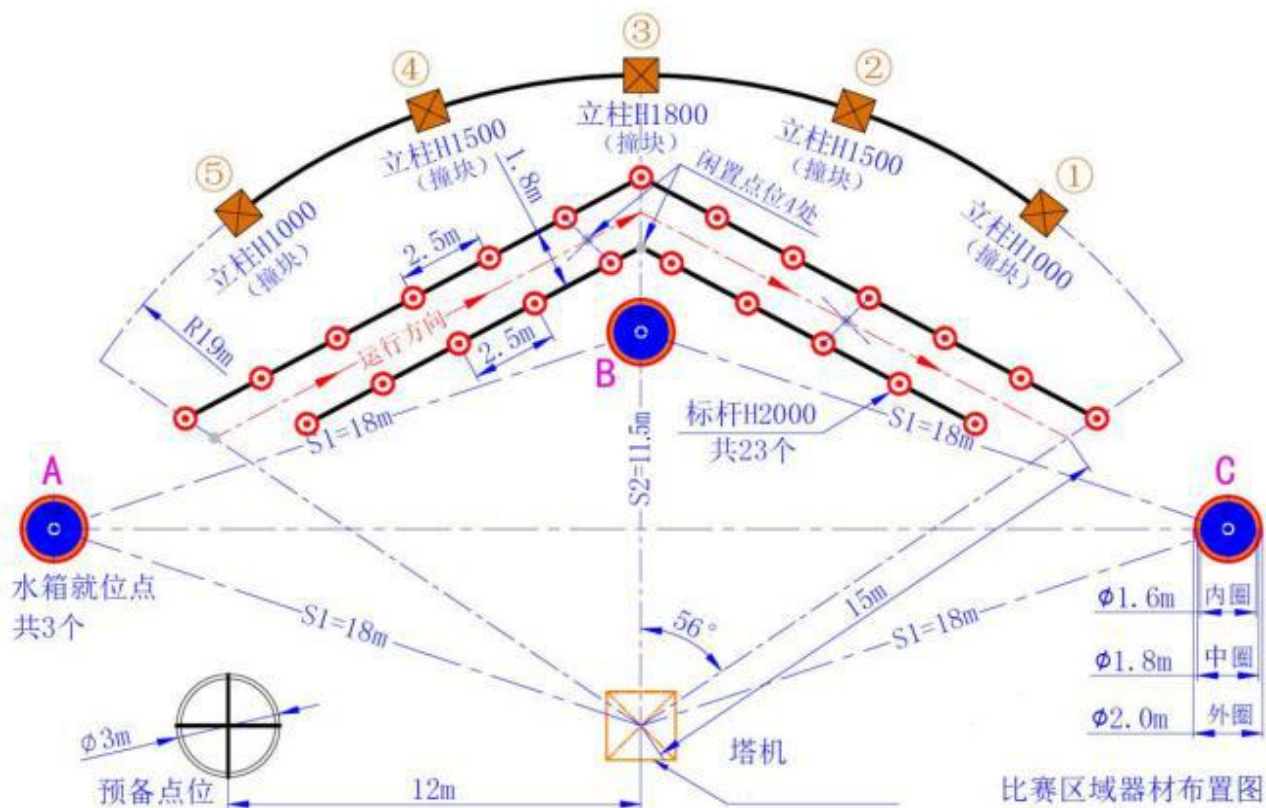 ③
④
②
立柱H1800
(撞块)
立柱H1500
(撞块)
立柱H1500
(撞块)
⑤
①
1.8m
闲置点位4处
立柱H1000
(撞块)
立柱H1000
(撞块)
2.5m
R19m
运行方向
2.5m
B
标杆H2000
共23个
S1=18m
S1=18m
S2=11.5m
A
C
水箱就位点
共3个
S1=18m
56°
15m
S1=18m
ϕ1.6m 内圈
ϕ1.8m 中圈
ϕ2.0m 外圈
ϕ3m
预备点位
12m
塔机
比赛区域器材布置图